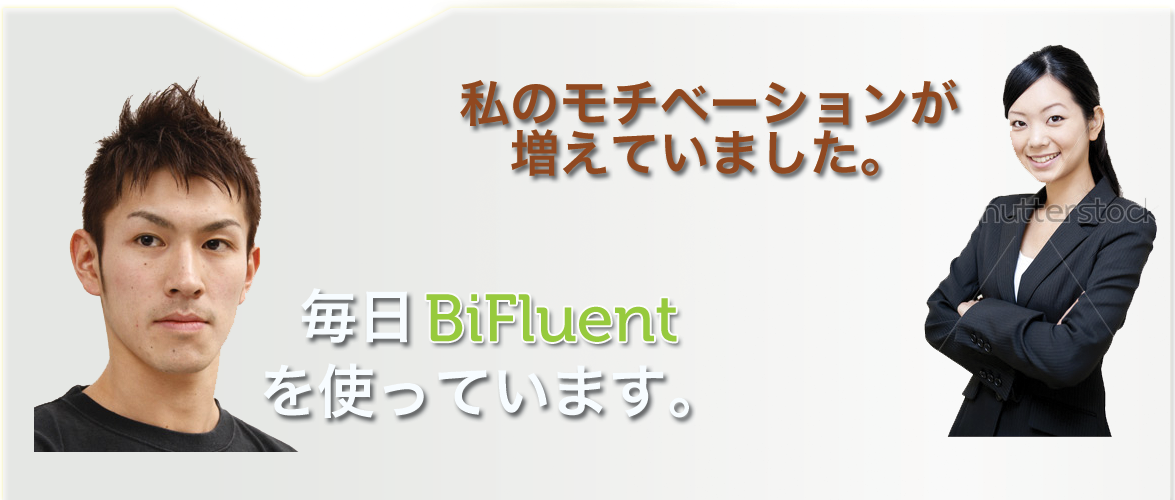 私のモチベーションが
増えていました。
毎日 BiFluent
を使っています。
shutterstock